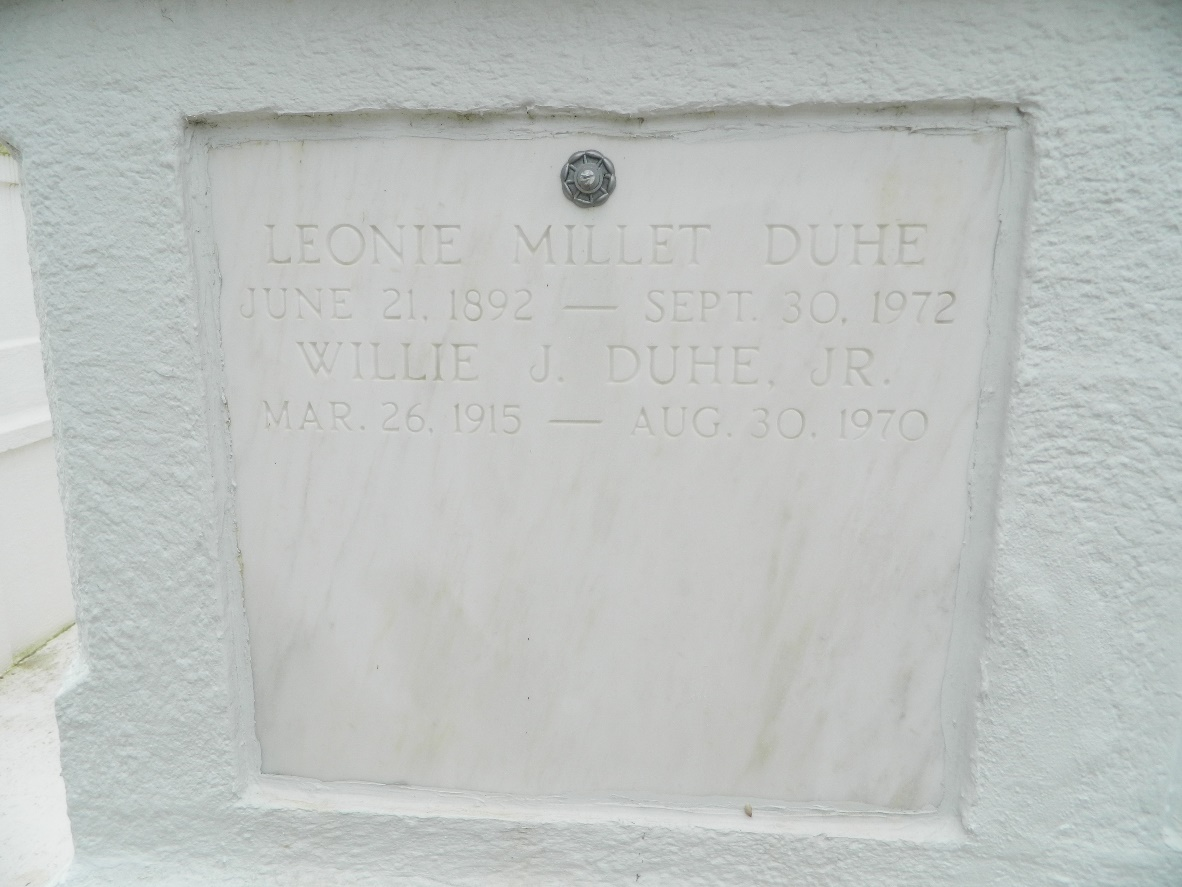 LEONIE MILLET DUHE
JUNE 21, 1892 — SEPT. 30, 1972
WILLIE J. DUHE, JR.
MAR. 26, 1915 — AUG. 30, 1970